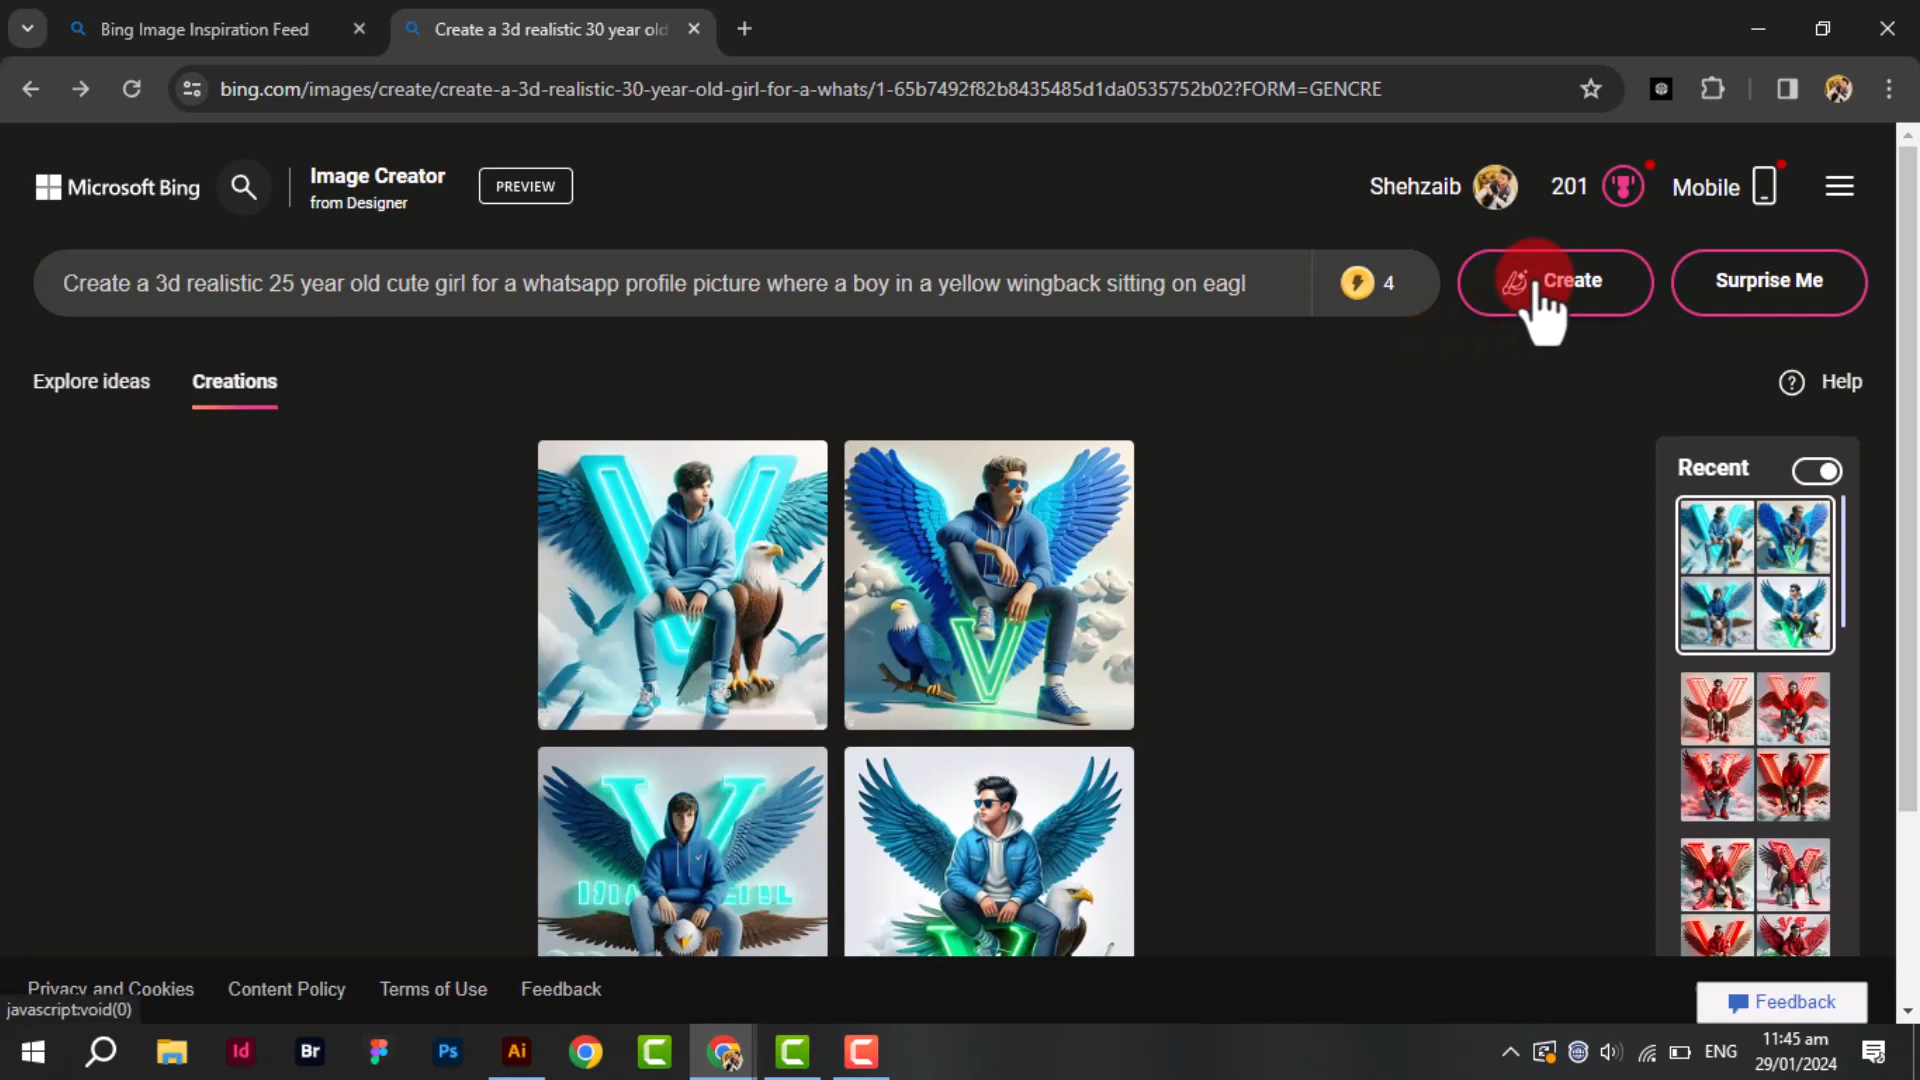 Bing Image Inspiration Feed
Create a 3d realistic 30 year old
bing.com/images/create/create-a-3d-realistic-30-year-old-girl-for-a-whats/1-65b7492f82b8435485d1da0535752b02?FORM=GENCRE
Microsoft Bing
Image Creator
from Designer
PREVIEW
Shehzaib
201
Mobile
Create a 3d realistic 25 year old cute girl for a whatsapp profile picture where a boy in a yellow wingback sitting on eagl
4
Create
Surprise Me
Explore ideas
Creations
Help
Recent
V
V
V
V
Privacy and Cookies
Content Policy
Terms of Use
Feedback
Feedback
javascript:void(0)
Id
Br
Ps
Ai
ENG
11:45 am
29/01/2024